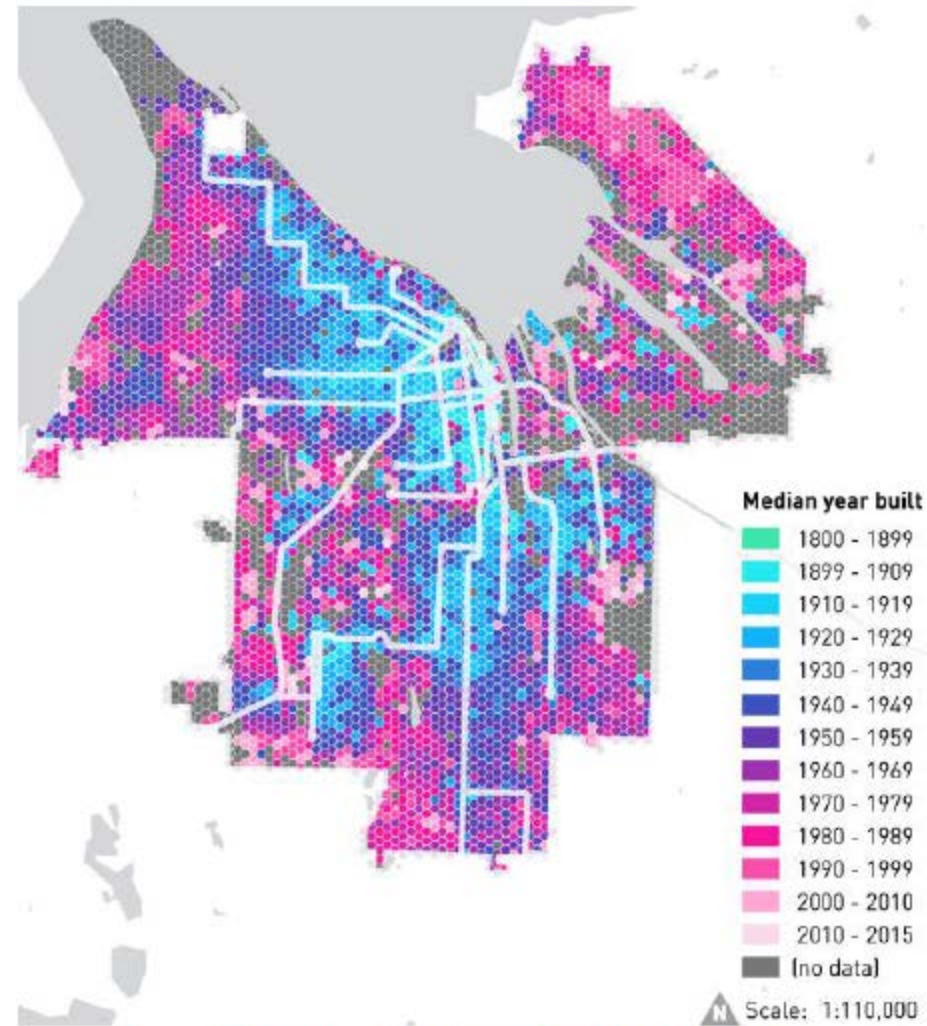 Median year built
1800 - 1899
1899 - 1909
1910 - 1919
1920 - 1929
1930 - 1939
1940 - 1949
1950 - 1959
1960 - 1969
1970 - 1979
1980 - 1989
1990 - 1999
2000 - 2010
2010 - 2015
(no data)
N Scale: 1:110,000